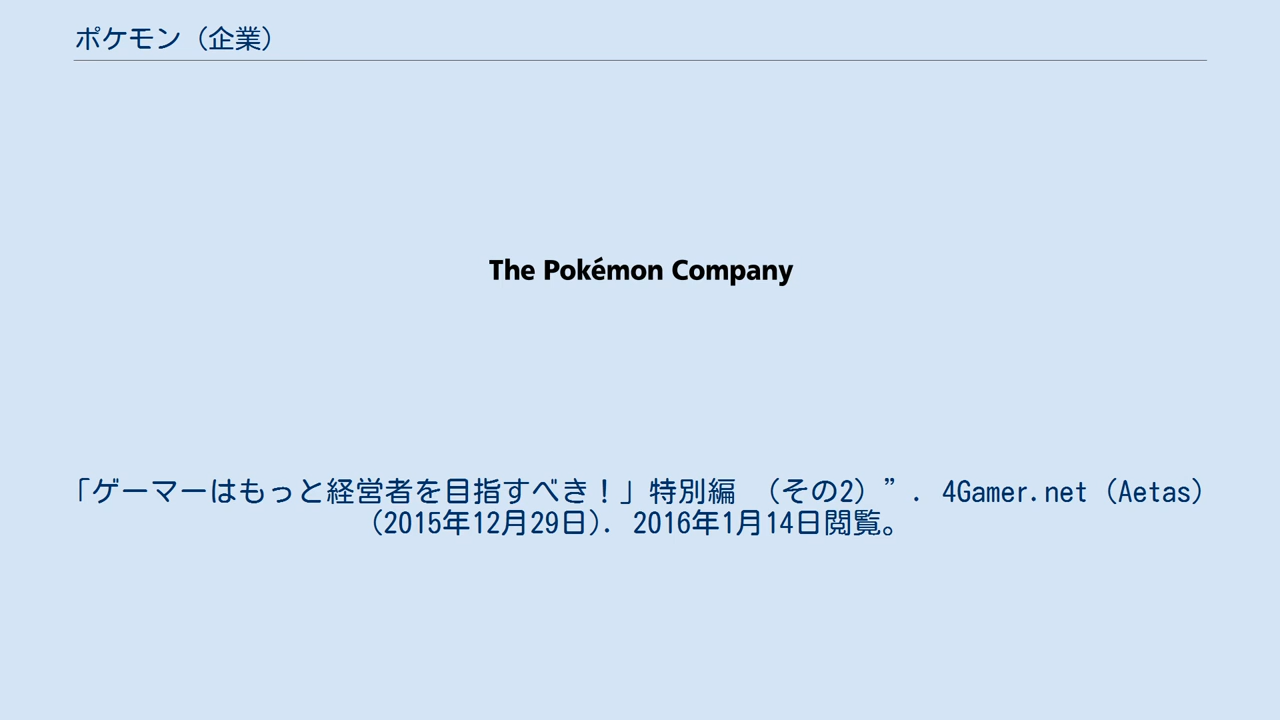 ポケモン（企業）
The Pokémon Company
「ゲーマーはもっと経営者を目指すべき！」特別編　（その2）”. 4Gamer.net (Aetas)
(2015年12月29日). 2016年1月14日閲覧。